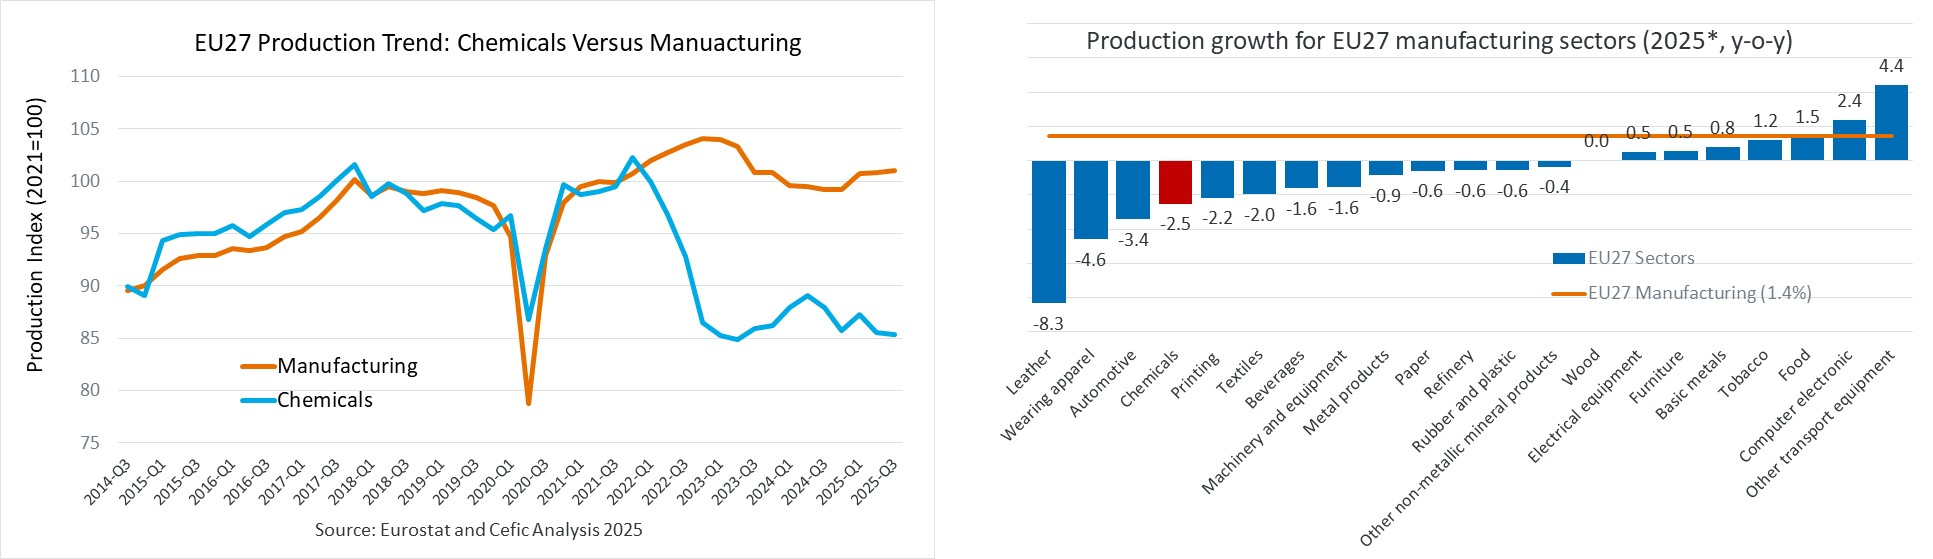 EU27 Production Trend: Chemicals Versus Manuacturing
Production Index (2021=100)
110
105
100
95
90
85
80
75
Manufacturing
Chemicals
2014-Q3
2015-Q1
2015-Q3
2016-Q1
2016-Q3
2017-Q1
2017-Q3
2018-Q1
2018-Q3
2019-Q1
2019-Q3
2020-Q1
2020-Q3
2021-Q1
2021-Q3
2022-Q1
2022-Q3
2023-Q1
2023-Q3
2024-Q1
2024-Q3
2025-Q1
2025-Q3
Source: Eurostat and Cefic Analysis 2025
Production growth for EU27 manufacturing sectors (2025*, y-o-y)
-8.3
-4.6
-3.4
-2.5
-2.2
-2.0
-1.6
-1.6
-0.9
-0.6
-0.6
-0.6
-0.4
0.0
0.5
0.5
0.8
1.2
1.5
2.4
4.4
EU27 Sectors
EU27 Manufacturing (1.4%)
Leather
Wearing apparel
Automotive
Chemicals
Printing
Textiles
Beverages
Machinery and equipment
Metal products
Paper
Refinery
Rubber and plastic
Other non-metallic mineral products
Wood
Electrical equipment
Furniture
Basic metals
Tobacco
Food
Computer electronic
Other transport equipment